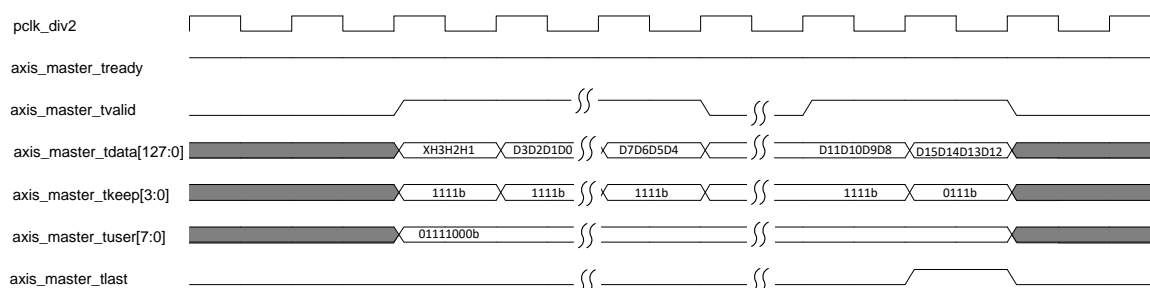 pclk_div2
axis_master_tready
axis_master_tvalid
axis_master_tdata[127:0] XH3H2H1 D3D2D1D0 D7D6D5D4 D11D10D9D8 D15D14D13D12
axis_master_tkeep[3:0] 1111b 1111b 1111b 1111b 0111b
axis_master_tuser[7:0] 01111000b
axis_master_tlast